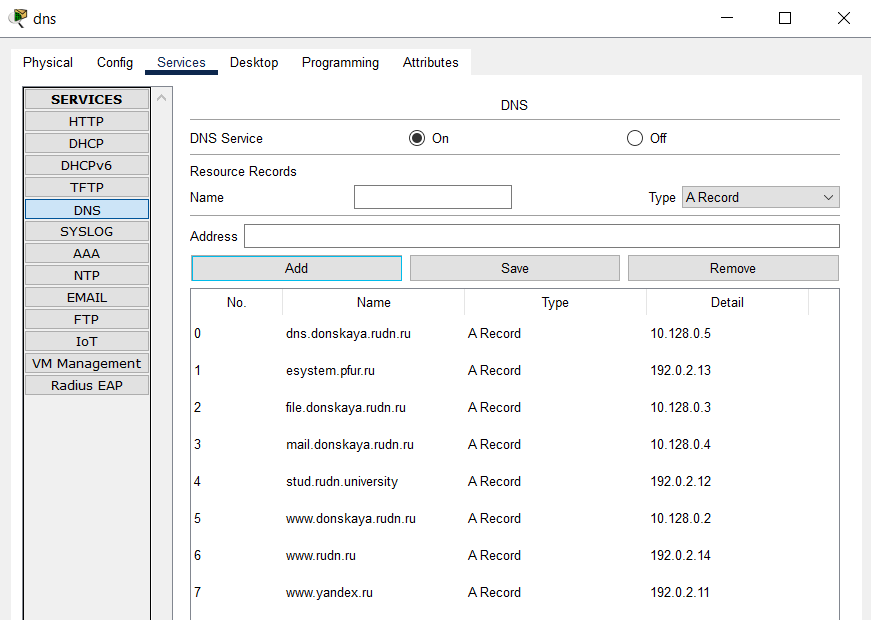 dns
Physical Config Services Desktop Programming Attributes
SERVICES
HTTP
DHCP
DHCPv6
TFTP
DNS
SYSLOG
AAA
NTP
EMAIL
FTP
IoT
VM Management
Radius EAP
DNS
DNS Service On Off
Resource Records
Name Type A Record
Address
Add Save Remove
No. Name Type Detail
0 dns.donskaya.rudn.ru A Record 10.128.0.5
1 esystem.pfur.ru A Record 192.0.2.13
2 file.donskaya.rudn.ru A Record 10.128.0.3
3 mail.donskaya.rudn.ru A Record 10.128.0.4
4 stud.rudn.university A Record 192.0.2.12
5 www.donskaya.rudn.ru A Record 10.128.0.2
6 www.rudn.ru A Record 192.0.2.14
7 www.yandex.ru A Record 192.0.2.11